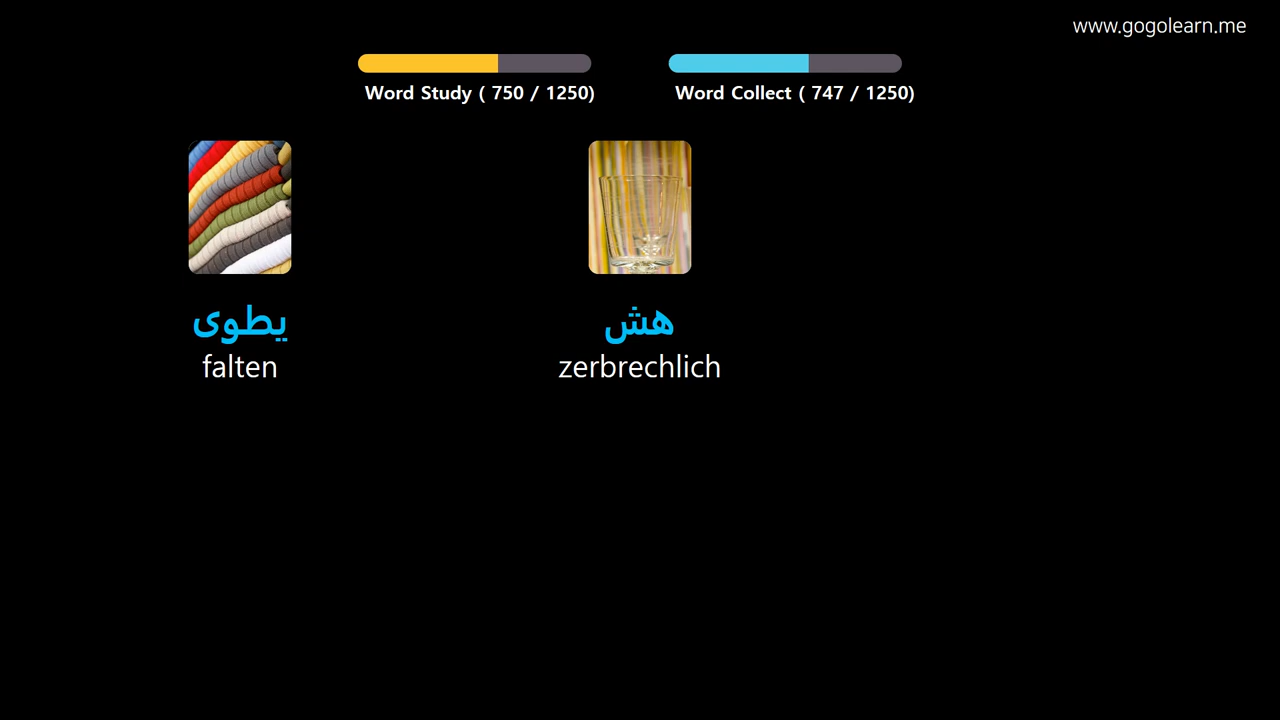 www.gogolearn.me
Word Study ( 750 / 1250)
Word Collect ( 747 / 1250)
يطوى
falten
هش
zerbrechlich